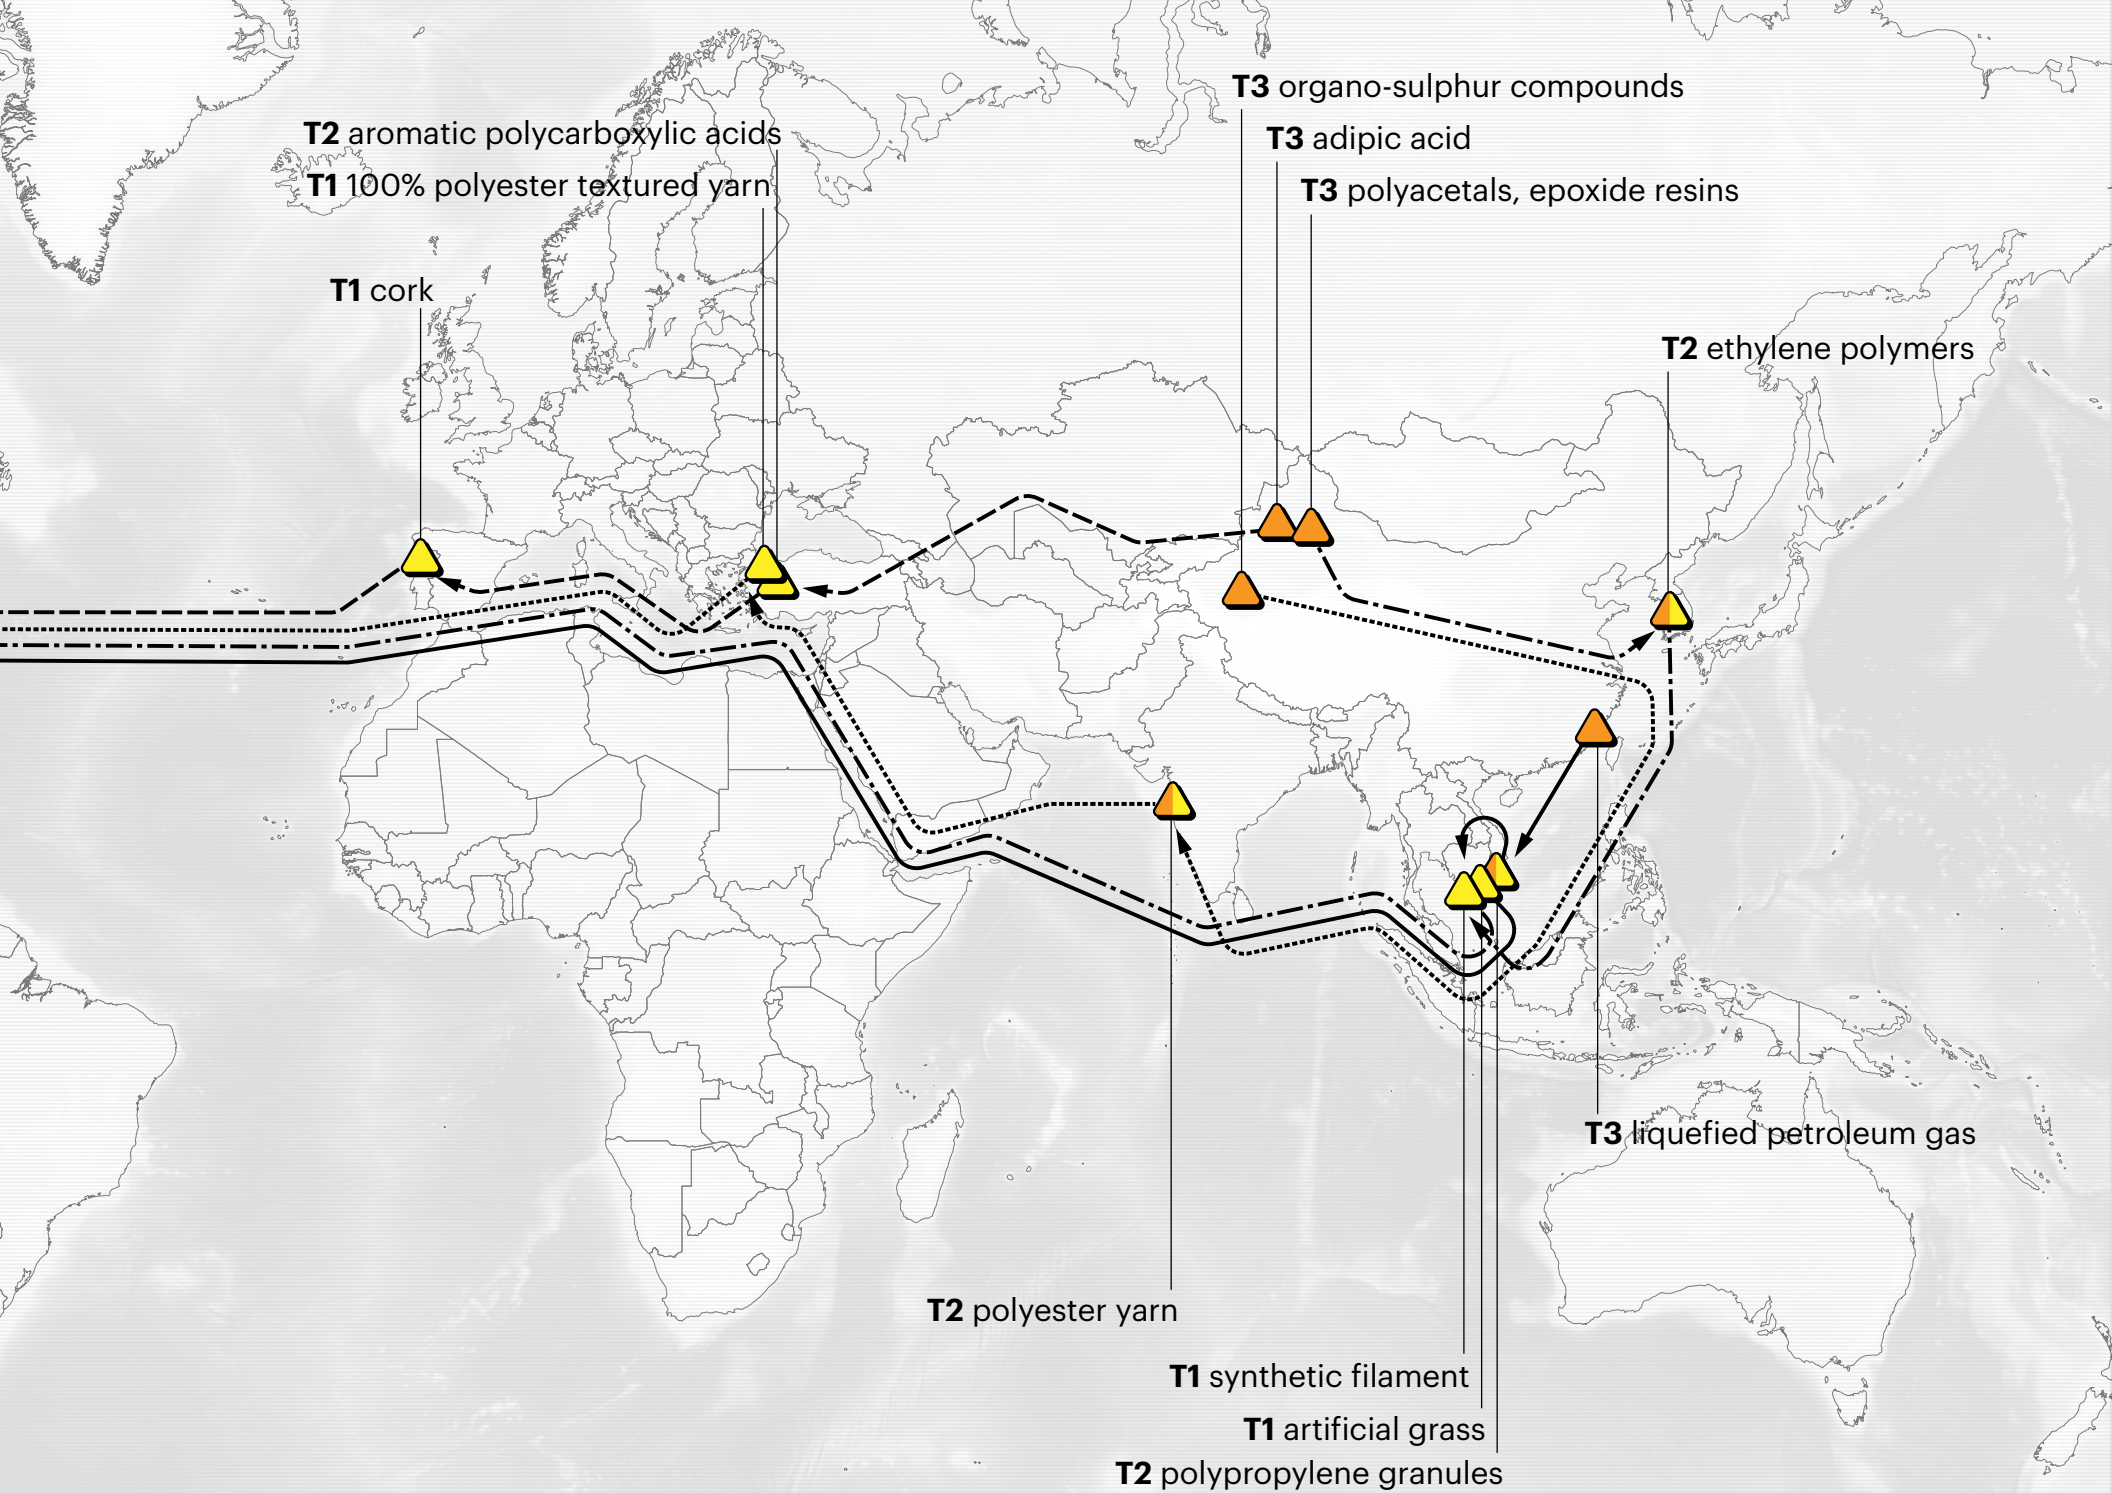 T3 organo-sulphur compounds
T2 aromatic polycarboxylic acids
T3 adipic acid
T1 100% polyester textured yarn
T3 polyacetals, epoxide resins
T1 cork
T2 ethylene polymers
T3 liquefied petroleum gas
T2 polyester yarn
T1 synthetic filament
T1 artificial grass
T2 polypropylene granules